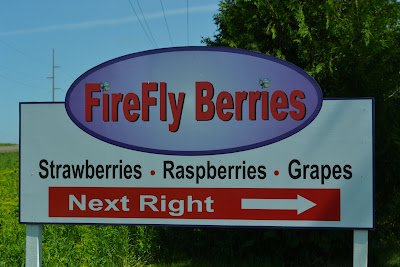 FireFly Berries
Strawberries • Raspberries • Grapes
Next Right